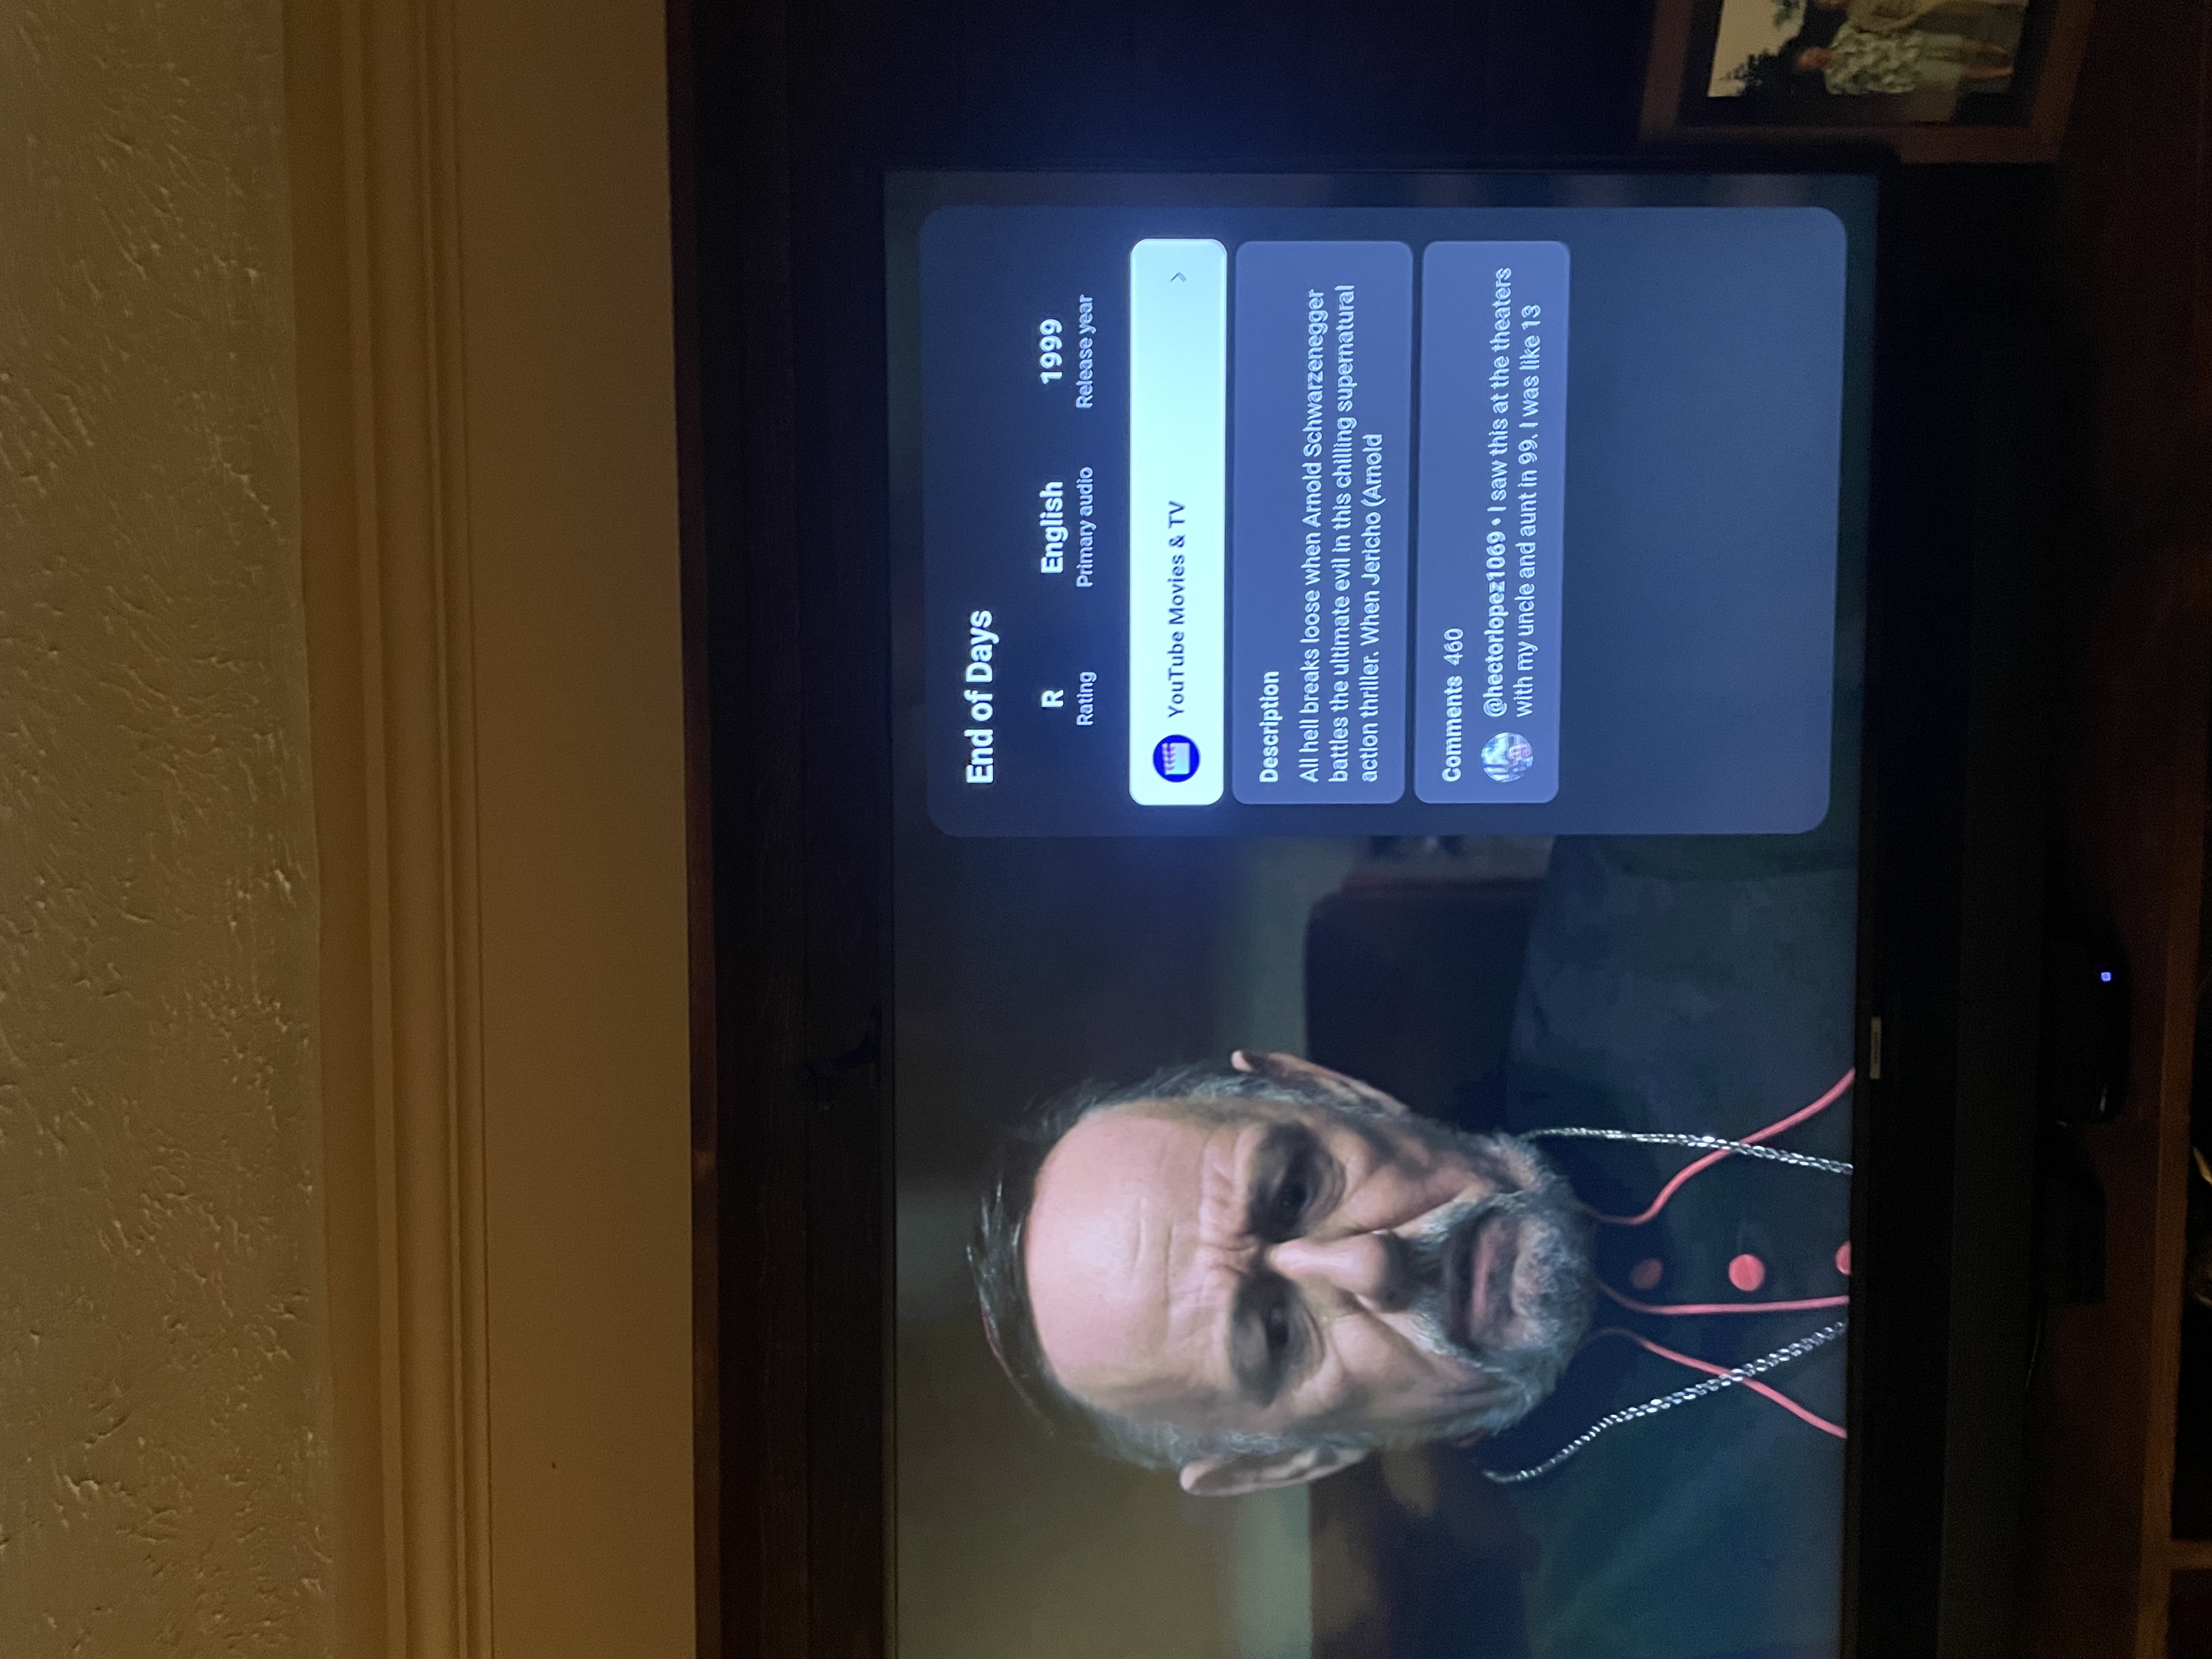 End of Days
R English 1999
Rating Primary audio Release year
YouTube Movies & TV
Description
All hell breaks loose when Arnold Schwarzenegger
battles the ultimate evil in this chilling supernatural
action thriller. When Jericho (Arnold
Comments 460
@hectorlopez1069 • I saw this at the theaters
with my uncle and aunt in 99. I was like 13